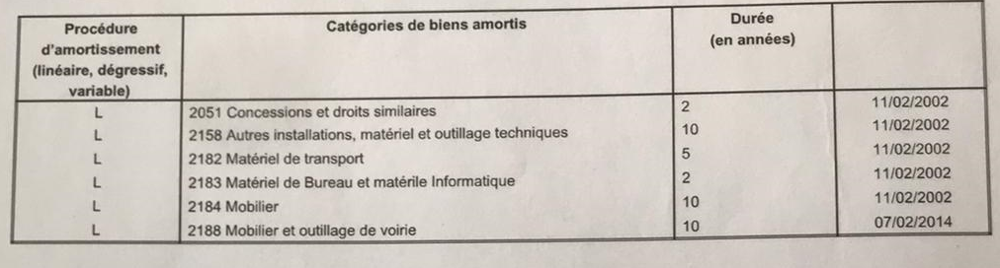 Procédure d'amortissement (linéaire, dégressif, variable) Catégories de biens amortis Durée (en années)
L 2051 Concessions et droits similaires 2 11/02/2002
L 2158 Autres installations, matériel et outillage techniques 10 11/02/2002
L 2182 Matériel de transport 5 11/02/2002
L 2183 Matériel de Bureau et matérile Informatique 2 11/02/2002
L 2184 Mobilier 10 11/02/2002
L 2188 Mobilier et outillage de voirie 10 07/02/2014